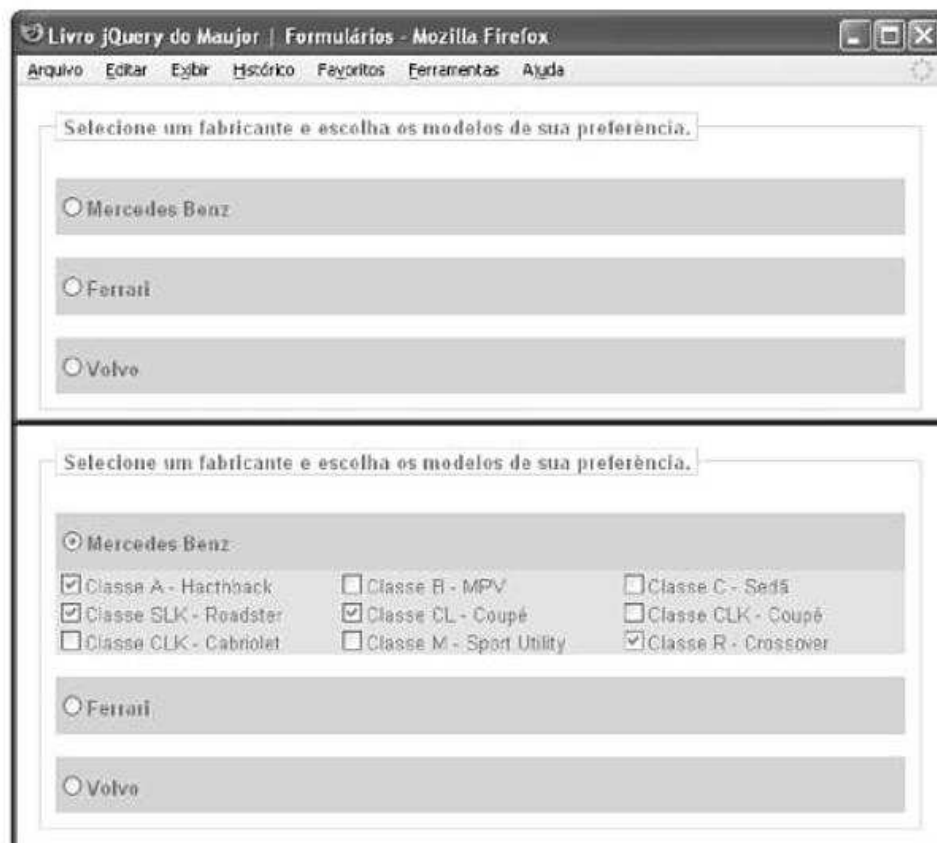 Livro jQuery do Maujor | Formulários - Mozilla Firefox
Arquivo Editar Exibir Histórico Favoritos Ferramentas Ajuda
Selecione um fabricante e escolha os modelos de sua preferência.
Mercedes Benz
Ferrari
Volvo
Selecione um fabricante e escolha os modelos de sua preferência.
Mercedes Benz
Classe A - Hacthback Classe B - MPV Classe C - Sedã
Classe SLK - Roadster Classe CL - Coupé Classe CLK - Coupé
Classe CLK - Cabriolet Classe M - Sport Utility Classe R - Crossover
Ferrari
Volvo